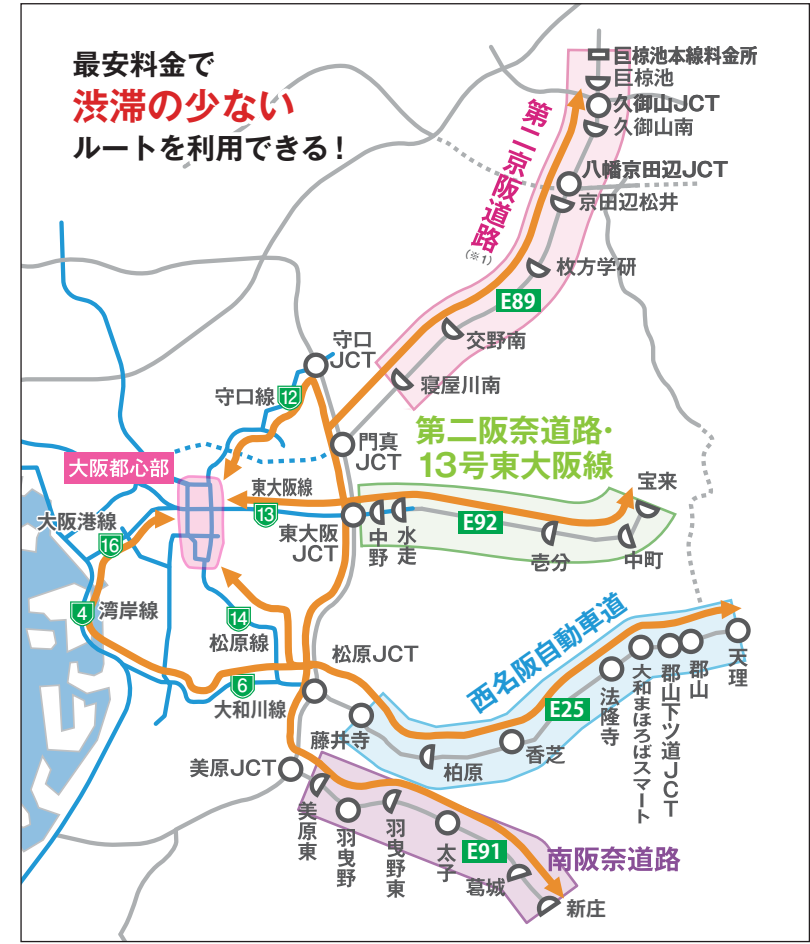 最安料金で
渋滞の少ない
ルートを利用できる！
巨椋池本線料金所
巨椋池
久御山JCT
久御山南
八幡京田辺JCT
京田辺松井
第二京阪道路
(※1)
枚方学研
E89
交野南
寝屋川南
守口
JCT
守口線
12
門真
JCT
第二阪奈道路・
13号東大阪線
大阪都心部
東大阪線
13
東大阪
JCT
中野
水走
E92
壱分
中町
宝来
大阪港線
16
4
湾岸線
14
松原線
松原JCT
6
大和川線
西名阪自動車道
藤井寺
柏原
香芝
E25
法隆寺
大和まほろばスマート
郡山下ツ道JCT
郡山
天理
美原JCT
美原東
羽曳野
羽曳野東
太子
E91
葛城
新庄
南阪奈道路